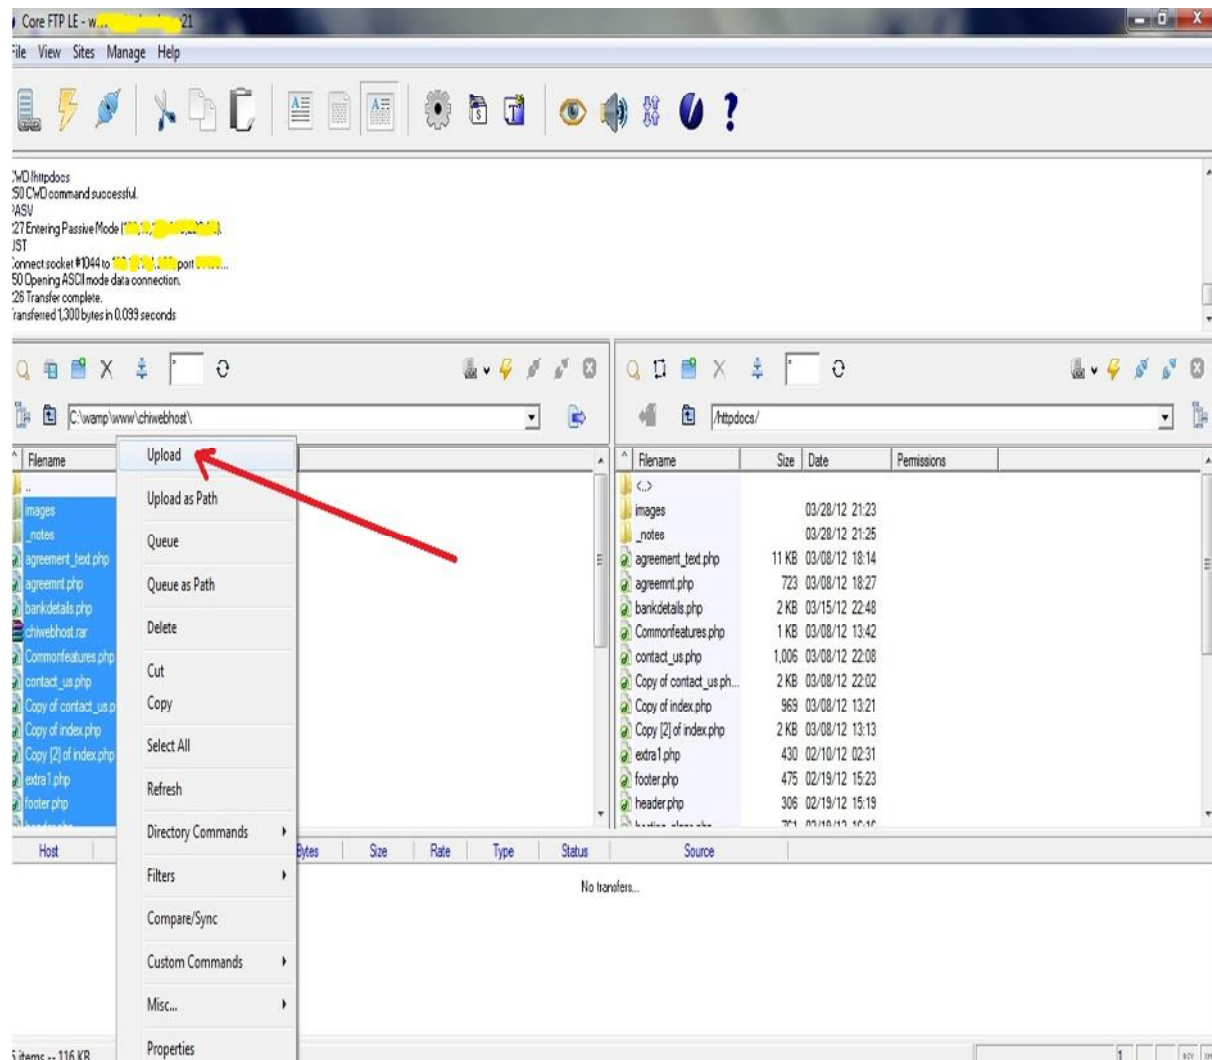 Core FTP LE - w 21
File View Sites Manage Help
CWD /httpdocs
250 CWD command successful.
PASV
227 Entering Passive Mode
LIST
Connect socket #1044 to port
150 Opening ASCII mode data connection.
226 Transfer complete.
Transferred 1,300 bytes in 0.099 seconds
C:\wamp\www\chiwebhost\
/httpdocs/
Filename
..
images
_notes
agreement_text.php
agreemnt.php
bankdetails.php
chiwebhost.rar
Commonfeatures.php
contact_us.php
Copy of contact_us.p
Copy of index.php
Copy [2] of index.php
extra1.php
footer.php
Upload
Upload as Path
Queue
Queue as Path
Delete
Cut
Copy
Select All
Refresh
Directory Commands
Filters
Compare/Sync
Custom Commands
Misc...
Properties
Filename Size Date Permissions
<..>
images 03/28/12 21:23
_notes 03/28/12 21:25
agreement_text.php 11 KB 03/08/12 18:14
agreemnt.php 723 03/08/12 18:27
bankdetails.php 2 KB 03/15/12 22:48
Commonfeatures.php 1 KB 03/08/12 13:42
contact_us.php 1,006 03/08/12 22:08
Copy of contact_us.ph... 2 KB 03/08/12 22:02
Copy of index.php 969 03/08/12 13:21
Copy [2] of index.php 2 KB 03/08/12 13:13
extra1.php 430 02/10/12 02:31
footer.php 475 02/19/12 15:23
header.php 306 02/19/12 15:19
Host Bytes Size Rate Type Status Source
No transfers...
items -- 116 KB